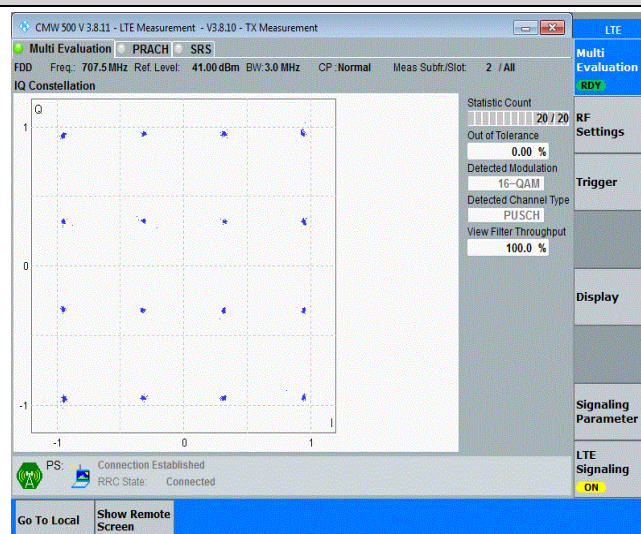 CMW 500 V 3.8.11 - LTE Measurement - V3.8.10 - TX Measurement
LTE
Multi Evaluation PRACH SRS
FDD Freq.: 707.5 MHz Ref. Level: 41.00 dBm BW: 3.0 MHz CP : Normal Meas Subfr./Slot: 2 / All
IQ Constellation
Q
1
0
-1
I
-1 0 1
Statistic Count
20 / 20
Out of Tolerance
0.00 %
Detected Modulation
16-QAM
Detected Channel Type
PUSCH
View Filter Throughput
100.0 %
Multi
Evaluation
RDY
RF
Settings
Trigger
Display
Signaling
Parameter
LTE
Signaling
ON
PS: Connection Established
RRC State: Connected
Go To Local
Show Remote
Screen